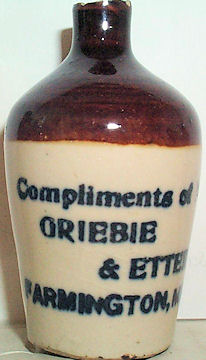 Compliments of
GRIEBIE
& ETTE
FARMINGTON,